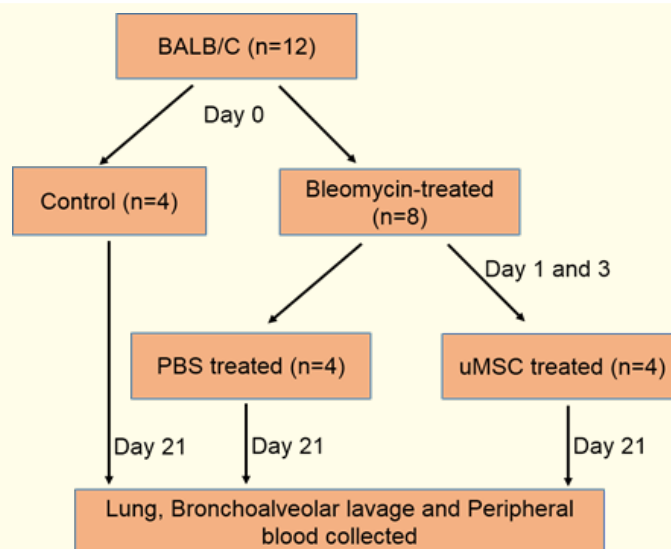 BALB/C (n=12)
Day 0
Control (n=4)
Bleomycin-treated
(n=8)
Day 1 and 3
PBS treated (n=4)
uMSC treated (n=4)
Day 21
Day 21
Day 21
Lung, Bronchoalveolar lavage and Peripheral
blood collected